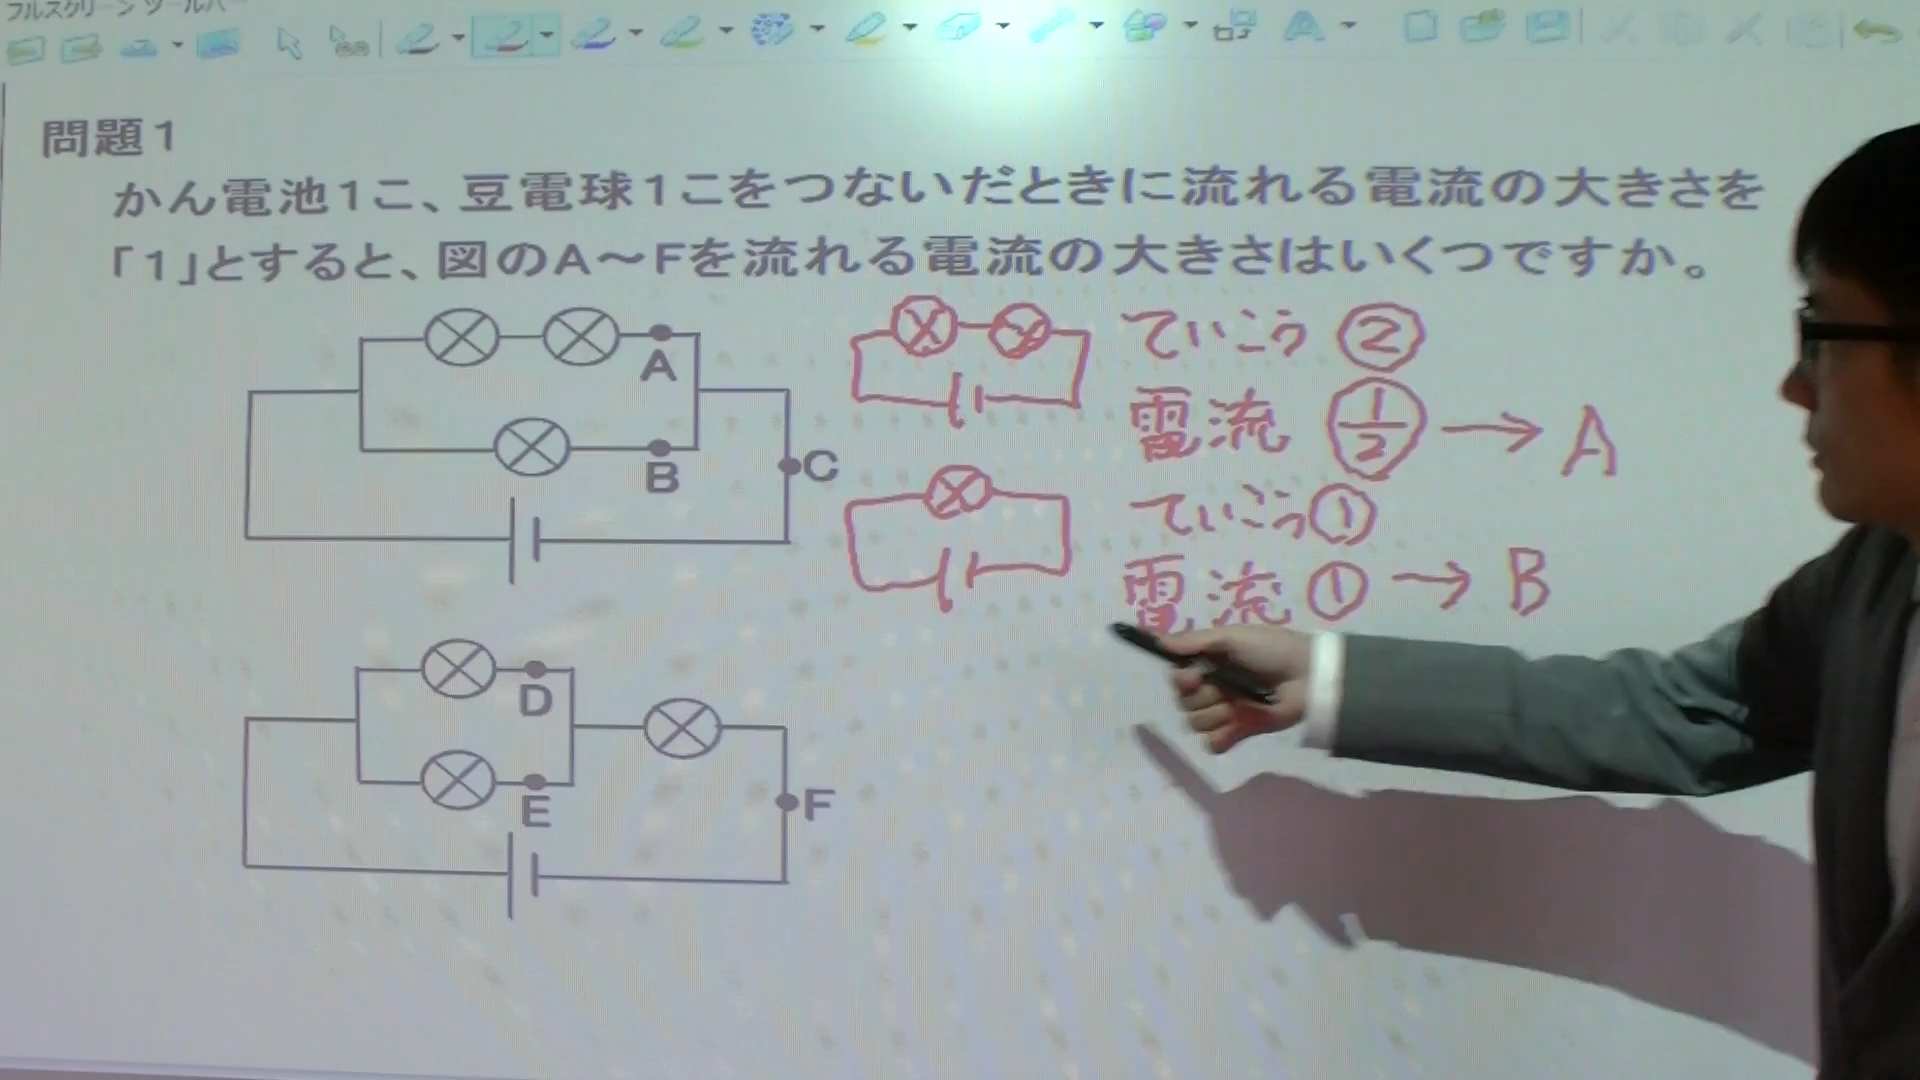 フルスクリーン ツールバー
問題1
かん電池1こ、豆電球1こをつないだときに流れる電流の大きさを
「1」とすると、図のA～Fを流れる電流の大きさはいくつですか。
A
B
C
ていこう ②
電流 1/2 → A
ていこう ①
電流 ① → B
D
E
F